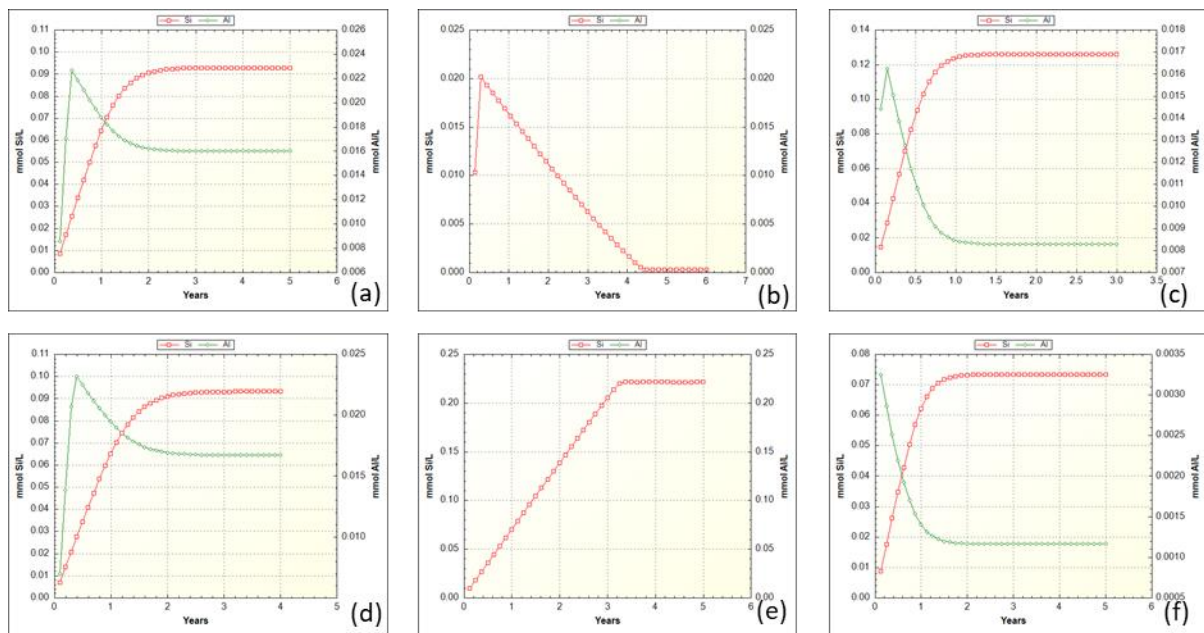 Si Al
0.11
0.10
0.09
0.08
0.07
0.06
0.05
0.04
0.03
0.02
0.01
0.00
mmol Si/L
0.026
0.024
0.022
0.020
0.018
0.016
0.014
0.012
0.010
0.008
0.006
mmol Al/L
0 1 2 3 4 5 6
Years
(a)
Si Al
0.025
0.020
0.015
0.010
0.005
0.000
mmol Si/L
0.025
0.020
0.015
0.010
0.005
0.000
mmol Al/L
0 1 2 3 4 5 6 7
Years
(b)
Si Al
0.14
0.12
0.10
0.08
0.06
0.04
0.02
0.00
mmol Si/L
0.018
0.017
0.016
0.015
0.014
0.013
0.012
0.011
0.010
0.009
0.008
0.007
mmol Al/L
0.0 0.5 1.0 1.5 2.0 2.5 3.0 3.5
Years
(c)
Si Al
0.11
0.10
0.09
0.08
0.07
0.06
0.05
0.04
0.03
0.02
0.01
0.00
mmol Si/L
0.025
0.020
0.015
0.010
mmol Al/L
0 1 2 3 4 5
Years
(d)
Si Al
0.25
0.20
0.15
0.10
0.05
0.00
mmol Si/L
0.25
0.20
0.15
0.10
0.05
0.00
mmol Al/L
0 1 2 3 4 5 6
Years
(e)
Si Al
0.08
0.07
0.06
0.05
0.04
0.03
0.02
0.01
0.00
mmol Si/L
0.0035
0.0030
0.0025
0.0020
0.0015
0.0010
0.0005
mmol Al/L
0 1 2 3 4 5 6
Years
(f)